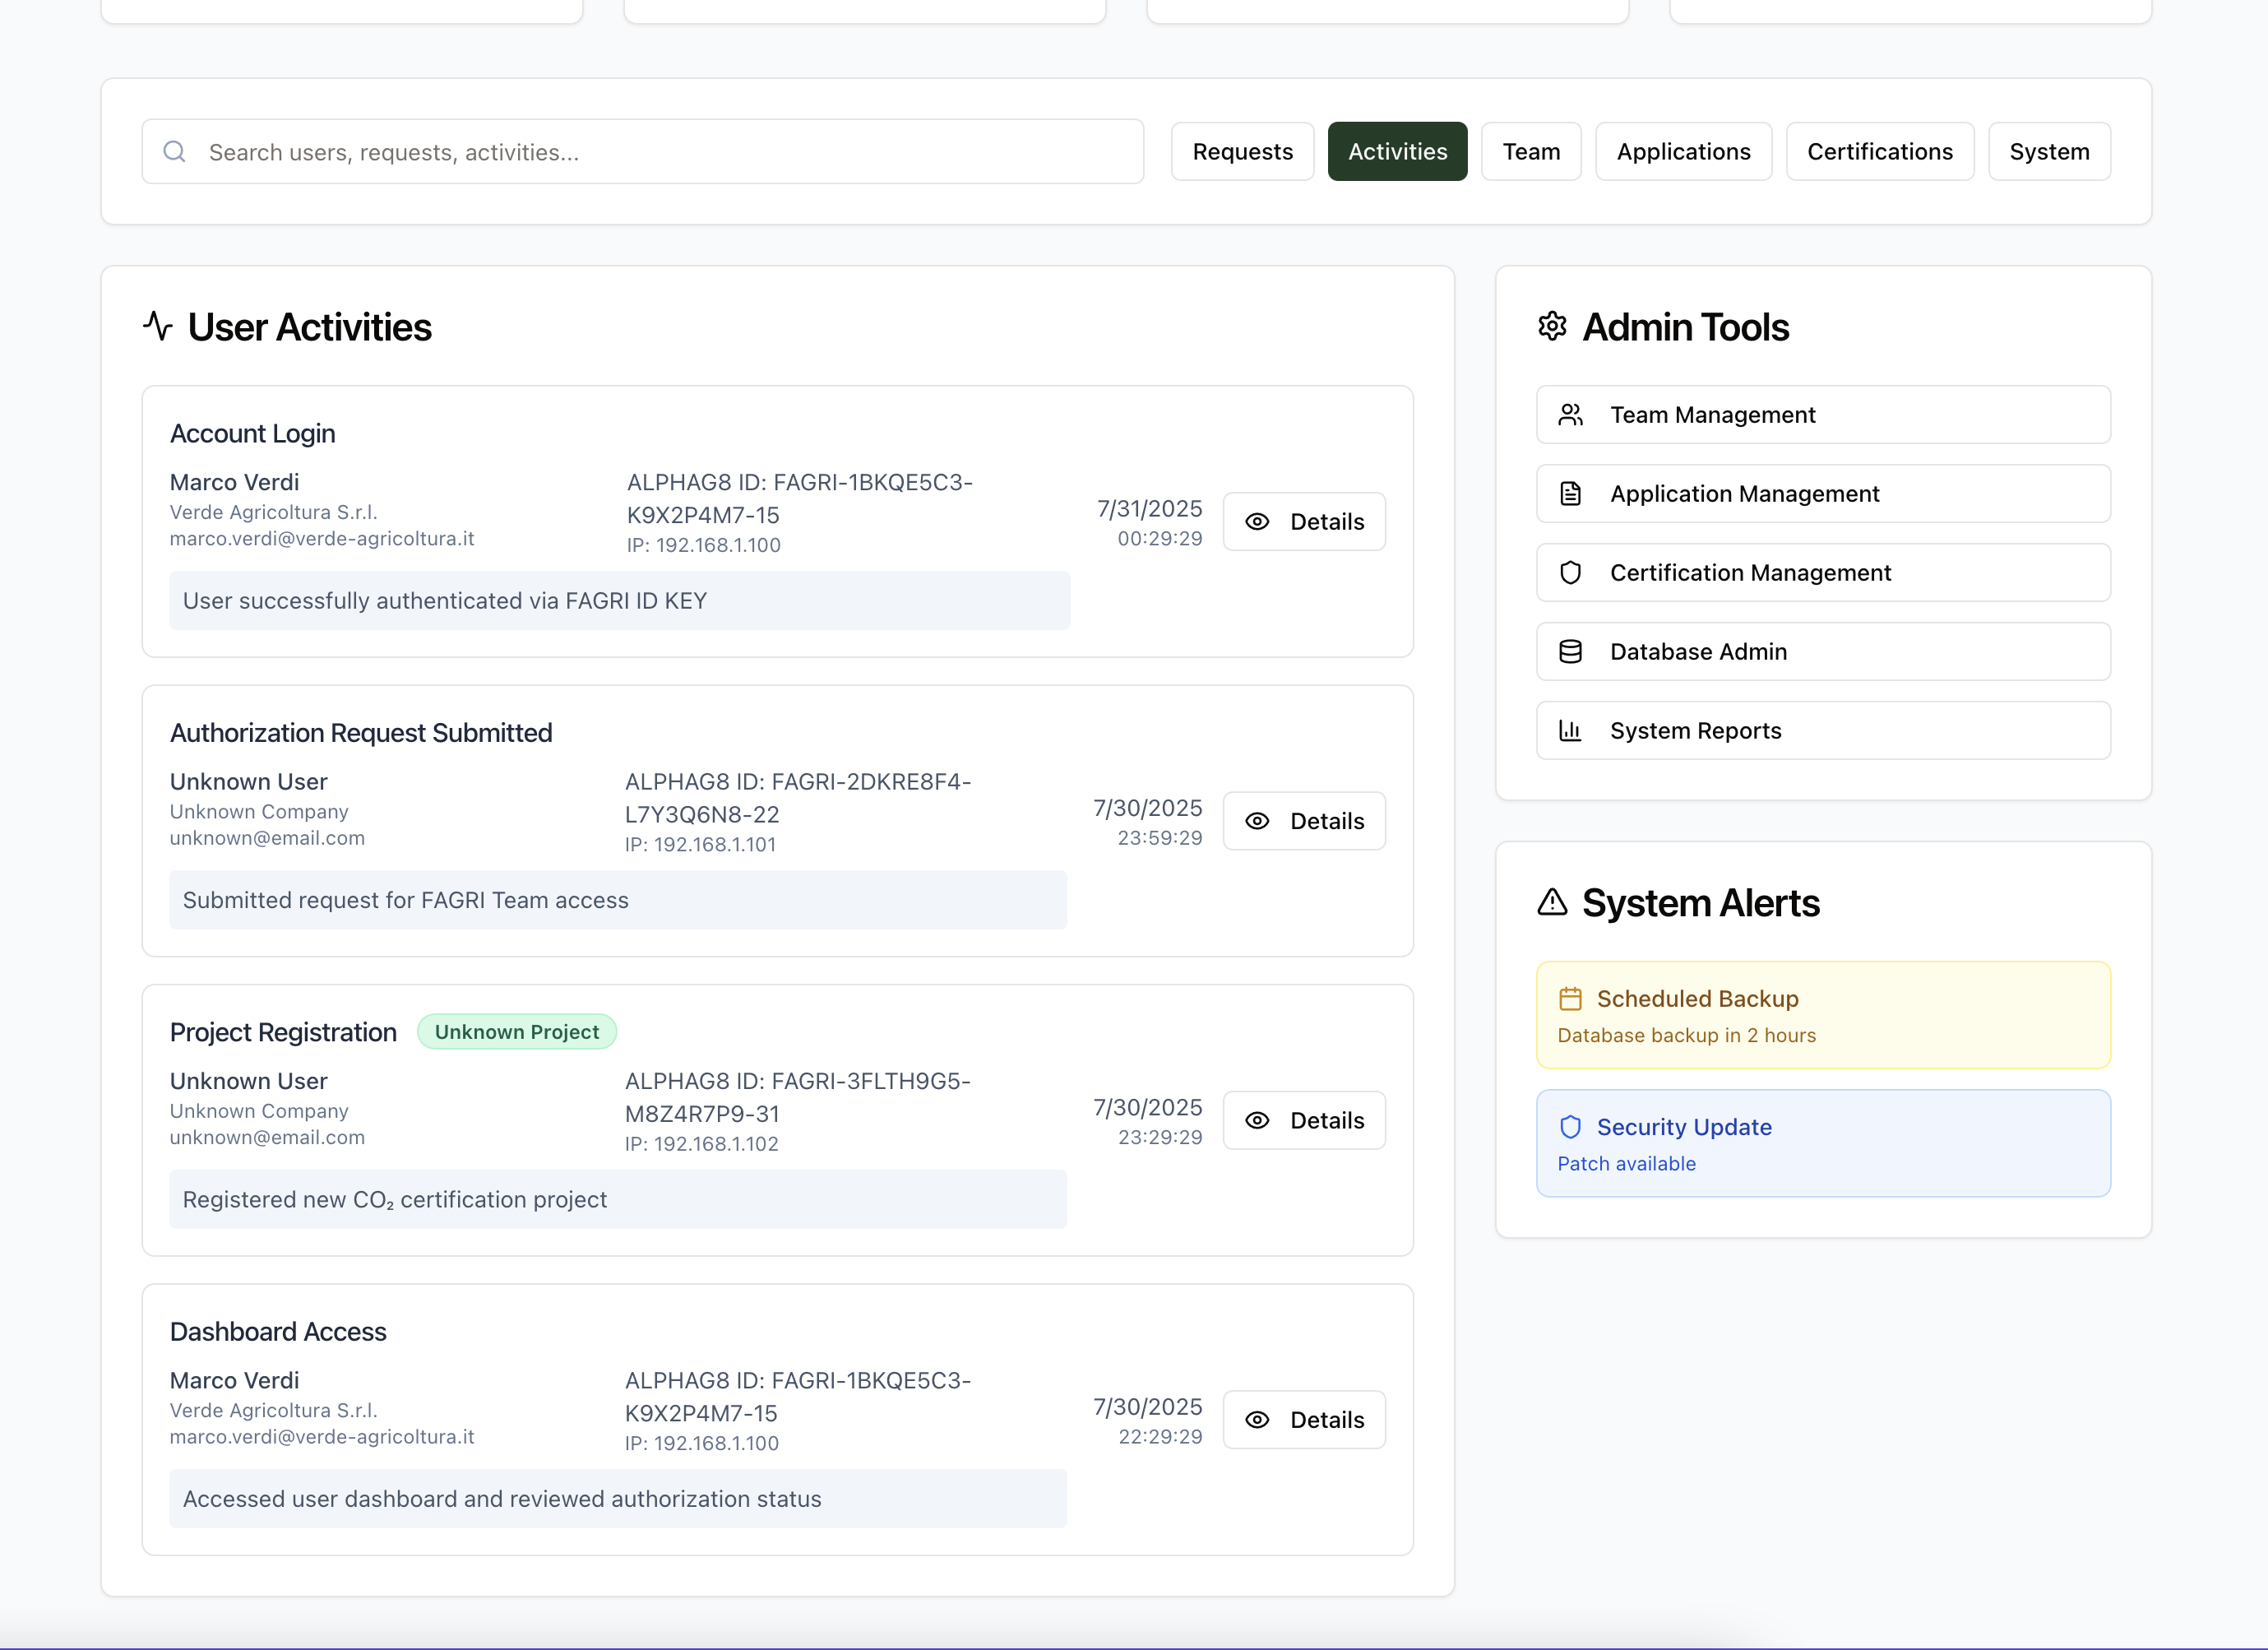 Search users, requests, activities...
Requests
Activities
Team
Applications
Certifications
System
User Activities
Account Login
Marco Verdi
Verde Agricoltura S.r.l.
marco.verdi@verde-agricoltura.it
ALPHAG8 ID: FAGRI-1BKQE5C3-
K9X2P4M7-15
IP: 192.168.1.100
7/31/2025
00:29:29
Details
User successfully authenticated via FAGRI ID KEY
Authorization Request Submitted
Unknown User
Unknown Company
unknown@email.com
ALPHAG8 ID: FAGRI-2DKRE8F4-
L7Y3Q6N8-22
IP: 192.168.1.101
7/30/2025
23:59:29
Details
Submitted request for FAGRI Team access
Project Registration
Unknown Project
Unknown User
Unknown Company
unknown@email.com
ALPHAG8 ID: FAGRI-3FLTH9G5-
M8Z4R7P9-31
IP: 192.168.1.102
7/30/2025
23:29:29
Details
Registered new CO₂ certification project
Dashboard Access
Marco Verdi
Verde Agricoltura S.r.l.
marco.verdi@verde-agricoltura.it
ALPHAG8 ID: FAGRI-1BKQE5C3-
K9X2P4M7-15
IP: 192.168.1.100
7/30/2025
22:29:29
Details
Accessed user dashboard and reviewed authorization status
Admin Tools
Team Management
Application Management
Certification Management
Database Admin
System Reports
System Alerts
Scheduled Backup
Database backup in 2 hours
Security Update
Patch available